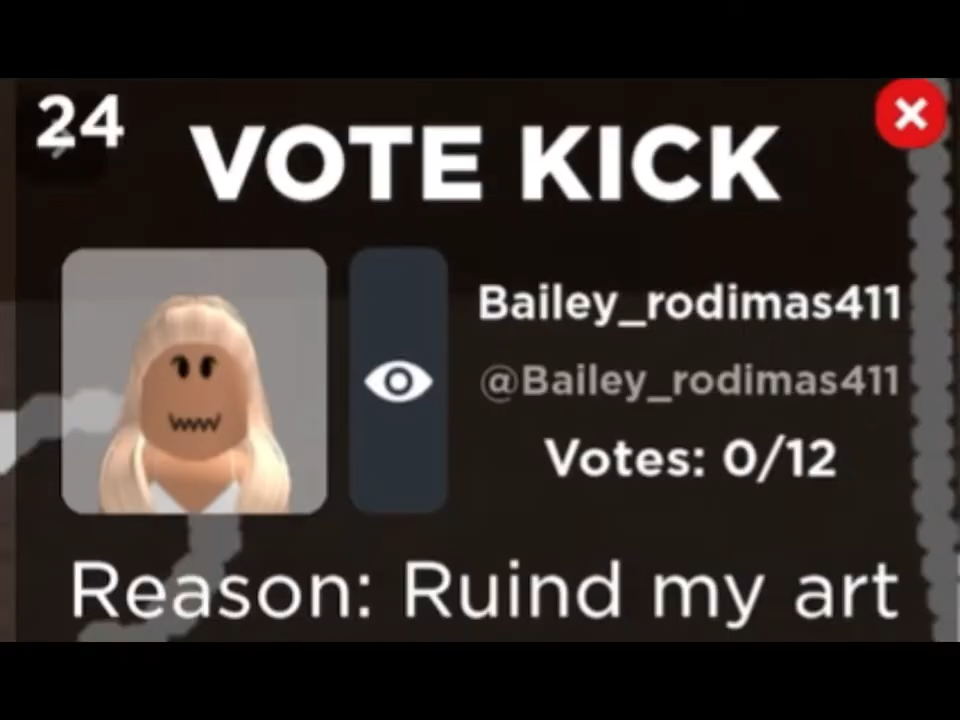 24
VOTE KICK
Bailey_rodimas411
@Bailey_rodimas411
Votes: 0/12
Reason: Ruind my art